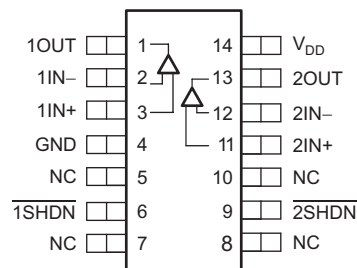 1OUT 1 14 V_DD
1IN− 2 13 2OUT
1IN+ 3 12 2IN−
GND 4 11 2IN+
NC 5 10 NC
1SHDN 6 9 2SHDN
NC 7 8 NC